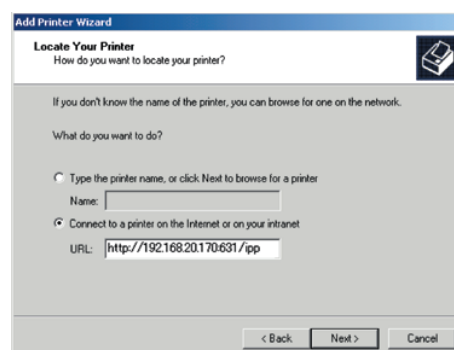 Add Printer Wizard
Locate Your Printer
How do you want to locate your printer?
If you don't know the name of the printer, you can browse for one on the network.
What do you want to do?
Type the printer name, or click Next to browse for a printer
Name:
Connect to a printer on the Internet or on your intranet
URL: http://192.168.20.170:631/ipp
< Back Next > Cancel